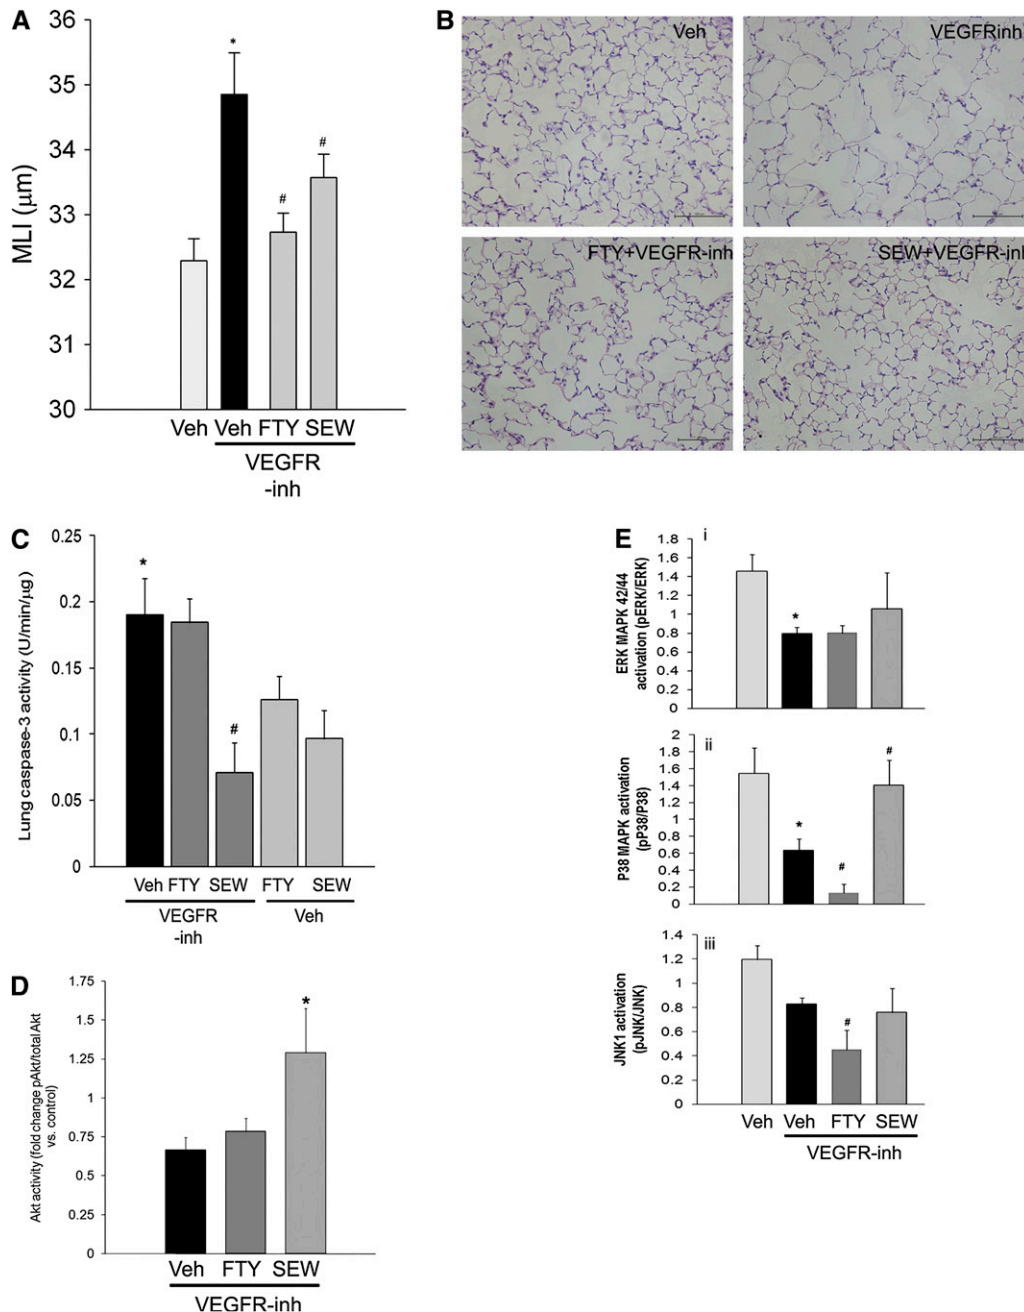 A
MLI (µm)
36
35
34
33
32
31
30
*
#
#
Veh Veh FTY SEW
VEGFR
-inh
B
Veh
VEGFRinh
FTY+VEGFR-inh
SEW+VEGFR-inh
C
Lung caspase-3 activity (U/min/µg)
0.25
0.2
0.15
0.1
0.05
0
*
#
Veh FTY SEW FTY SEW
VEGFR
-inh
Veh
D
Akt activity (fold change pAkt/total Akt
vs. control)
1.75
1.5
1.25
1
0.75
0.5
0.25
0
*
Veh FTY SEW
VEGFR-inh
E
i
ERK MAPK 42/44
activation (pERK/ERK)
1.8
1.6
1.4
1.2
1
0.8
0.6
0.4
0.2
0
*
ii
P38 MAPK activation
(pP38/P38)
2
1.8
1.6
1.4
1.2
1
0.8
0.6
0.4
0.2
0
*
#
#
iii
JNK1 activation
(pJNK/JNK)
1.4
1.2
1
0.8
0.6
0.4
0.2
0
#
Veh Veh FTY SEW
VEGFR-inh